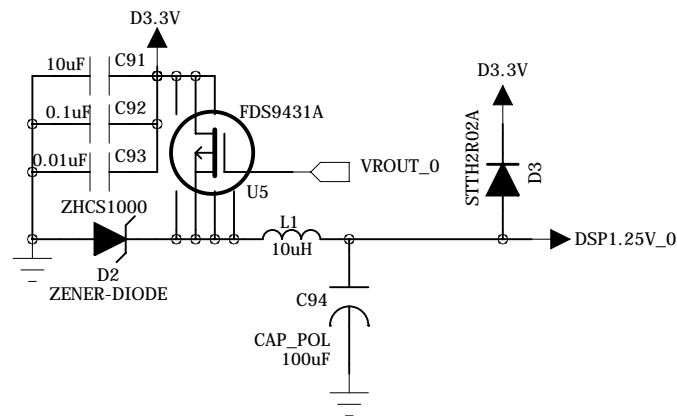 D3.3V
10uF
C91
0.1uF
C92
0.01uF
C93
FDS9431A
VROUT_0
U5
D3.3V
STTH2R02A
D3
ZHCS1000
D2
ZENER-DIODE
L1
10uH
DSP1.25V_0
C94
CAP_POL
100uF